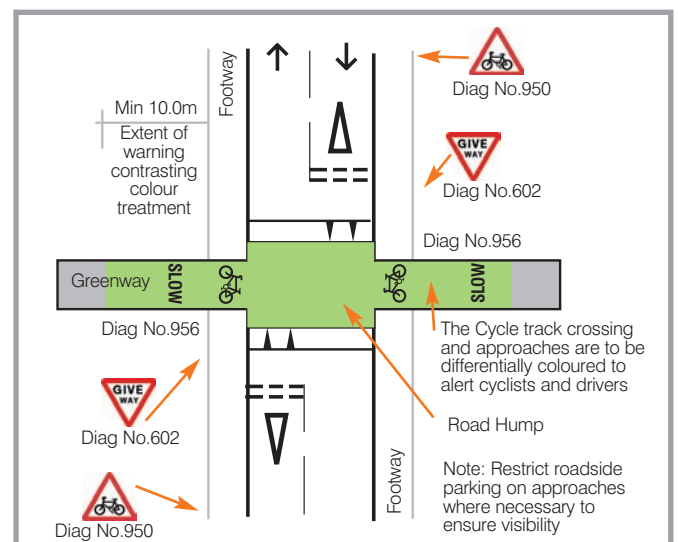 Footway
Diag No.950
Min 10.0m
Extent of
warning
contrasting
colour
treatment
GIVE
WAY
Diag No.602
Diag No.956
Greenway
SLOW
SLOW
Diag No.956
The Cycle track crossing
and approaches are to be
differentially coloured to
alert cyclists and drivers
GIVE
WAY
Diag No.602
Road Hump
Footway
Note: Restrict roadside
parking on approaches
where necessary to
ensure visibility
Diag No.950